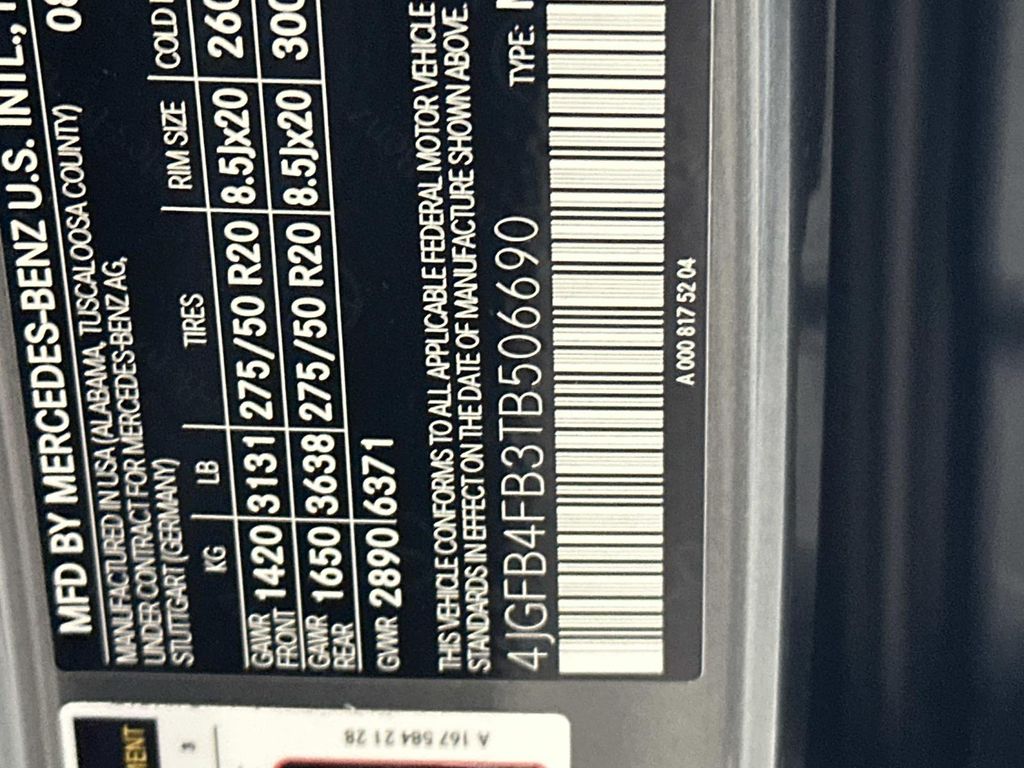 MFD BY MERCEDES-BENZ U.S. INTL.,
08
MANUFACTURED IN USA (ALABAMA, TUSCALOOSA COUNTY)
UNDER CONTRACT FOR MERCEDES-BENZ AG,
STUTTGART (GERMANY)
KG LB TIRES RIM SIZE COLD
GAWR FRONT 1420 3131 275/50 R20 8.5Jx20 260
GAWR REAR 1650 3638 275/50 R20 8.5Jx20 300
GVWR 2890 6371
THIS VEHICLE CONFORMS TO ALL APPLICABLE FEDERAL MOTOR VEHICLE
STANDARDS IN EFFECT ON THE DATE OF MANUFACTURE SHOWN ABOVE.
4JGFB4FB3TB506690 TYPE:
A 000 817 52 04
A 167 584 21 28
3